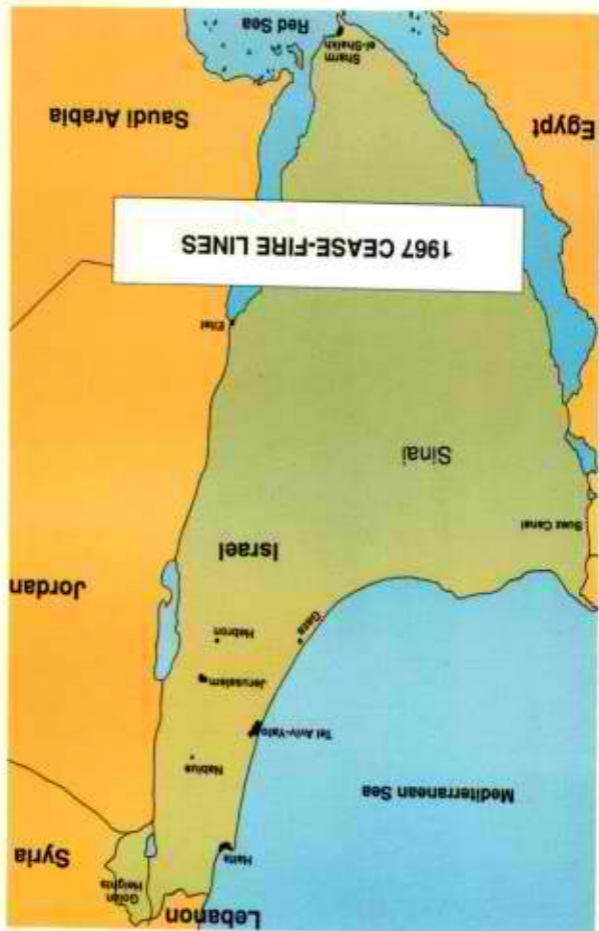 Lebanon
Golan
Heights
Syria
Haifa
Mediterranean Sea
Nablus
Tel Aviv-Yafo
Jerusalem
Gaza
Hebron
Jordan
Israel
Suez Canal
Sinai
Eilat
1967 CEASE-FIRE LINES
Egypt
Saudi Arabia
Sharm
el-Sheikh
Red Sea